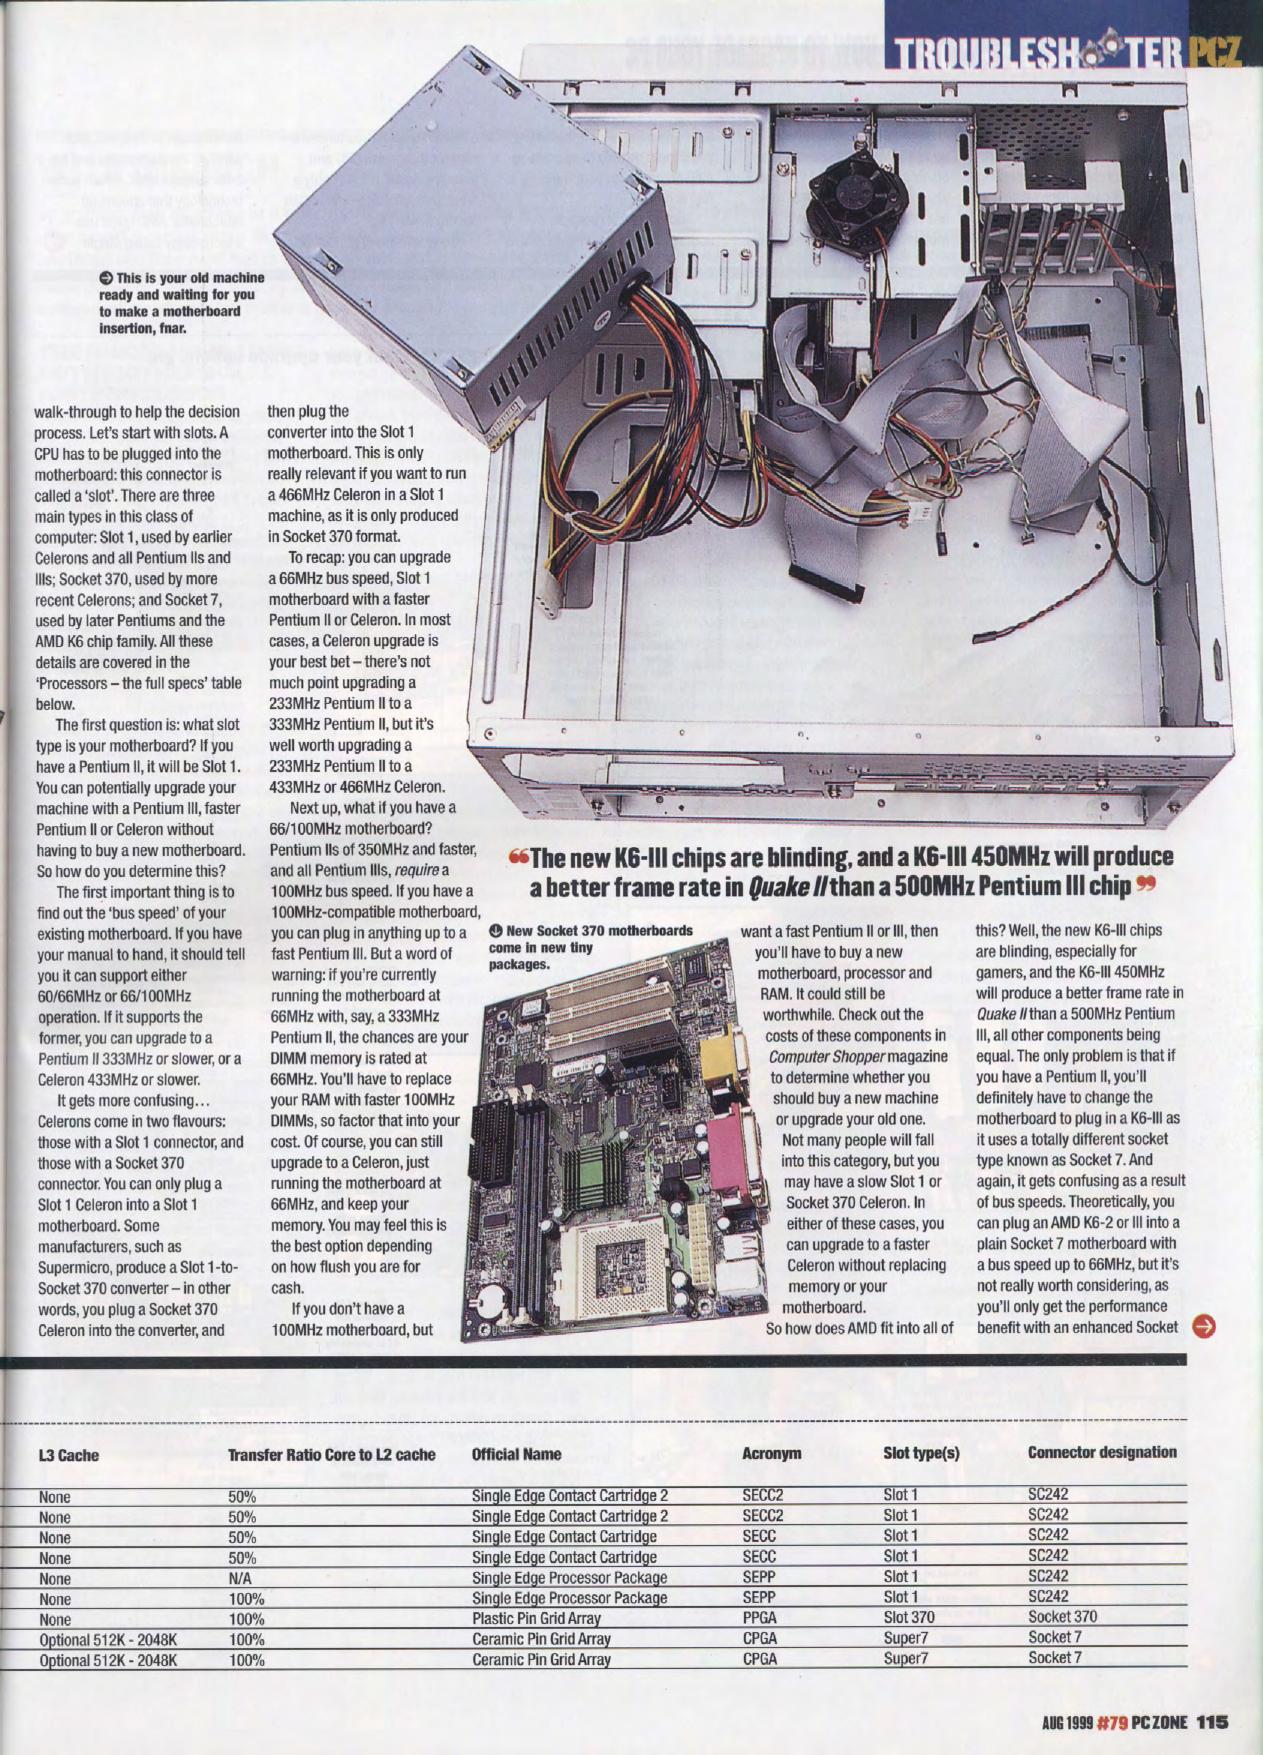 TROUBLESHOOTER PCZ
This is your old machine
ready and waiting for you
to make a motherboard
insertion, fnar.
walk-through to help the decision
process. Let's start with slots. A
CPU has to be plugged into the
motherboard: this connector is
called a 'slot'. There are three
main types in this class of
computer: Slot 1, used by earlier
Celerons and all Pentium IIs and
IIIs; Socket 370, used by more
recent Celerons; and Socket 7,
used by later Pentiums and the
AMD K6 chip family. All these
details are covered in the
'Processors – the full specs' table
below.
The first question is: what slot
type is your motherboard? If you
have a Pentium II, it will be Slot 1.
You can potentially upgrade your
machine with a Pentium III, faster
Pentium II or Celeron without
having to buy a new motherboard.
So how do you determine this?
The first important thing is to
find out the 'bus speed' of your
existing motherboard. If you have
your manual to hand, it should tell
you it can support either
60/66MHz or 66/100MHz
operation. If it supports the
former, you can upgrade to a
Pentium II 333MHz or slower, or a
Celeron 433MHz or slower.
It gets more confusing...
Celerons come in two flavours:
those with a Slot 1 connector, and
those with a Socket 370
connector. You can only plug a
Slot 1 Celeron into a Slot 1
motherboard. Some
manufacturers, such as
Supermicro, produce a Slot 1-to-
Socket 370 converter – in other
words, you plug a Socket 370
Celeron into the converter, and
then plug the
converter into the Slot 1
motherboard. This is only
really relevant if you want to run
a 466MHz Celeron in a Slot 1
machine, as it is only produced
in Socket 370 format.
To recap: you can upgrade
a 66MHz bus speed, Slot 1
motherboard with a faster
Pentium II or Celeron. In most
cases, a Celeron upgrade is
your best bet – there's not
much point upgrading a
233MHz Pentium II to a
333MHz Pentium II, but it's
well worth upgrading a
233MHz Pentium II to a
433MHz or 466MHz Celeron.
Next up, what if you have a
66/100MHz motherboard?
Pentium IIs of 350MHz and faster,
and all Pentium IIIs, require a
100MHz bus speed. If you have a
100MHz-compatible motherboard,
you can plug in anything up to a
fast Pentium III. But a word of
warning: if you're currently
running the motherboard at
66MHz with, say, a 333MHz
Pentium II, the chances are your
DIMM memory is rated at
66MHz. You'll have to replace
your RAM with faster 100MHz
DIMMs, so factor that into your
cost. Of course, you can still
upgrade to a Celeron, just
running the motherboard at
66MHz, and keep your
memory. You may feel this is
the best option depending
on how flush you are for
cash.
If you don't have a
100MHz motherboard, but
“The new K6-III chips are blinding, and a K6-III 450MHz will produce
a better frame rate in Quake II than a 500MHz Pentium III chip”
New Socket 370 motherboards
come in new tiny
packages.
want a fast Pentium II or III, then
you'll have to buy a new
motherboard, processor and
RAM. It could still be
worthwhile. Check out the
costs of these components in
Computer Shopper magazine
to determine whether you
should buy a new machine
or upgrade your old one.
Not many people will fall
into this category, but you
may have a slow Slot 1 or
Socket 370 Celeron. In
either of these cases, you
can upgrade to a faster
Celeron without replacing
memory or your
motherboard.
So how does AMD fit into all of
this? Well, the new K6-III chips
are blinding, especially for
gamers, and the K6-III 450MHz
will produce a better frame rate in
Quake II than a 500MHz Pentium
III, all other components being
equal. The only problem is that if
you have a Pentium II, you'll
definitely have to change the
motherboard to plug in a K6-III as
it uses a totally different socket
type known as Socket 7. And
again, it gets confusing as a result
of bus speeds. Theoretically, you
can plug an AMD K6-2 or III into a
plain Socket 7 motherboard with
a bus speed up to 66MHz, but it's
not really worth considering, as
you'll only get the performance
benefit with an enhanced Socket
L3 Cache Transfer Ratio Core to L2 cache Official Name Acronym Slot type(s) Connector designation
None 50% Single Edge Contact Cartridge 2 SECC2 Slot 1 SC242
None 50% Single Edge Contact Cartridge 2 SECC2 Slot 1 SC242
None 50% Single Edge Contact Cartridge SECC Slot 1 SC242
None 50% Single Edge Contact Cartridge SECC Slot 1 SC242
None N/A Single Edge Processor Package SEPP Slot 1 SC242
None 100% Single Edge Processor Package SEPP Slot 1 SC242
None 100% Plastic Pin Grid Array PPGA Slot 370 Socket 370
Optional 512K - 2048K 100% Ceramic Pin Grid Array CPGA Super7 Socket 7
Optional 512K - 2048K 100% Ceramic Pin Grid Array CPGA Super7 Socket 7
AUG 1999 #79 PC ZONE 115